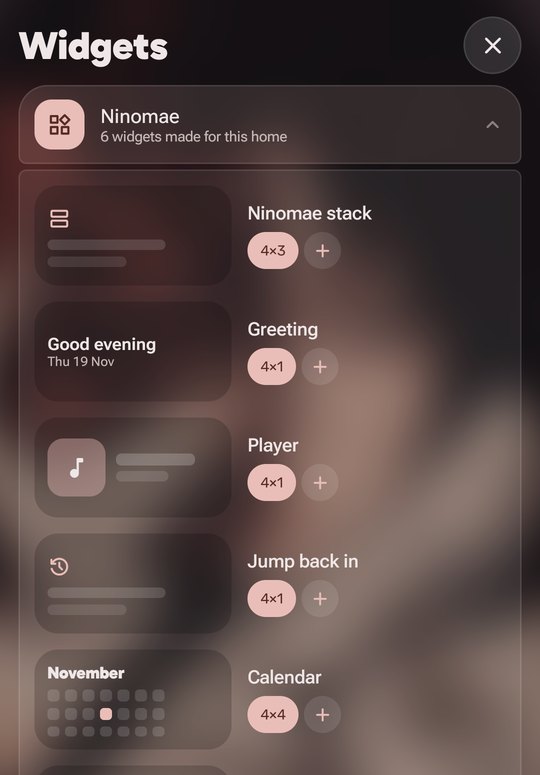 Widgets
Ninomae
6 widgets made for this home
Ninomae stack
4×3
Good evening
Thu 19 Nov
Greeting
4×1
Player
4×1
Jump back in
4×1
November
Calendar
4×4